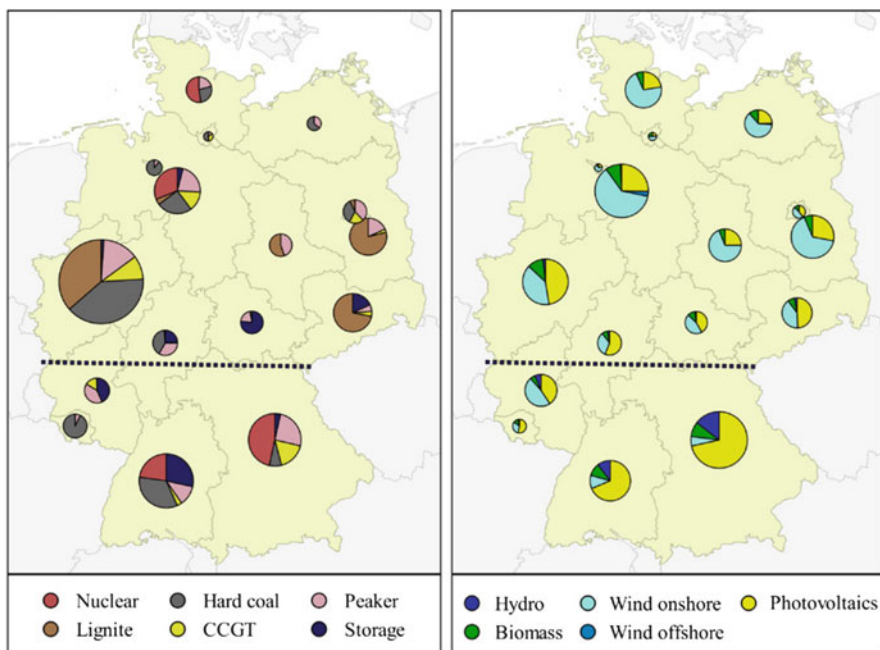 Nuclear Hard coal Peaker
Lignite CCGT Storage
Hydro Wind onshore Photovoltaics
Biomass Wind offshore